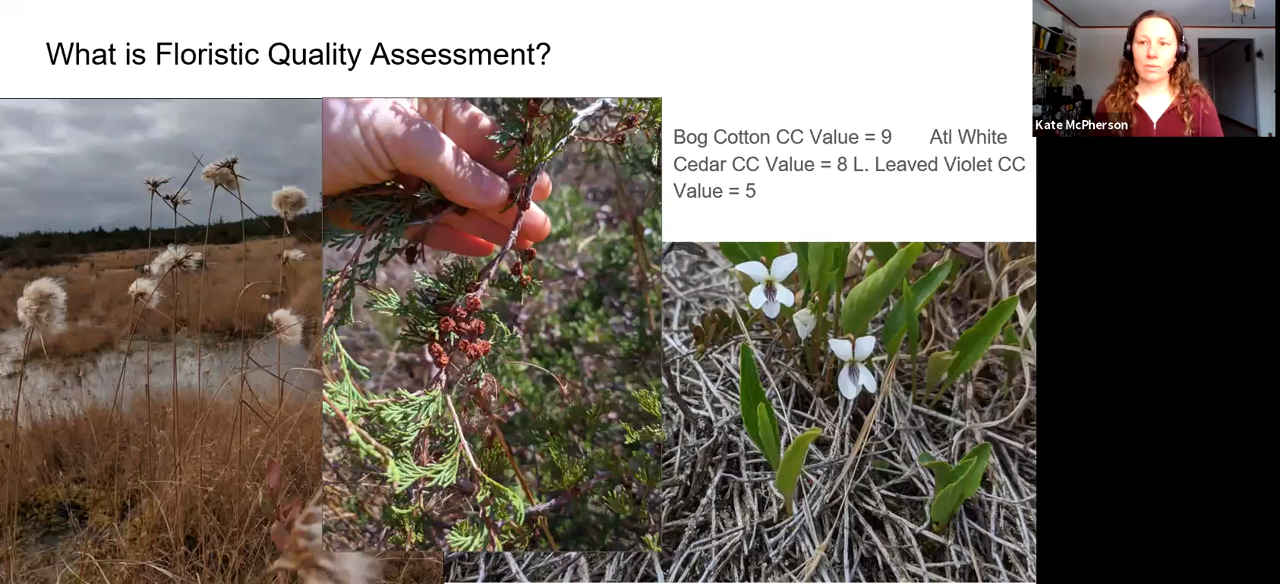 What is Floristic Quality Assessment?
Kate McPherson
Bog Cotton CC Value = 9 Atl White
Cedar CC Value = 8 L. Leaved Violet CC
Value = 5